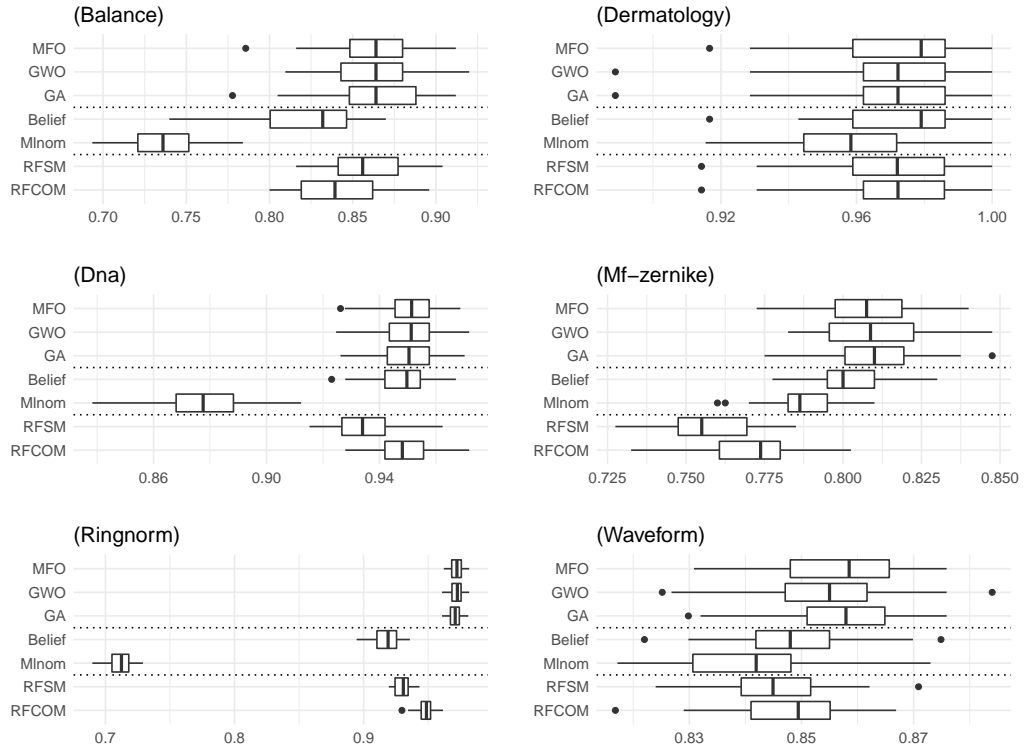 (Balance)
MFO
GWO
GA
Belief
Mlnom
RFSM
RFCOM
0.70 0.75 0.80 0.85 0.90
(Dermatology)
MFO
GWO
GA
Belief
Mlnom
RFSM
RFCOM
0.92 0.96 1.00
(Dna)
MFO
GWO
GA
Belief
Mlnom
RFSM
RFCOM
0.86 0.90 0.94
(Mf−zernike)
MFO
GWO
GA
Belief
Mlnom
RFSM
RFCOM
0.725 0.750 0.775 0.800 0.825 0.850
(Ringnorm)
MFO
GWO
GA
Belief
Mlnom
RFSM
RFCOM
0.7 0.8 0.9
(Waveform)
MFO
GWO
GA
Belief
Mlnom
RFSM
RFCOM
0.83 0.85 0.87